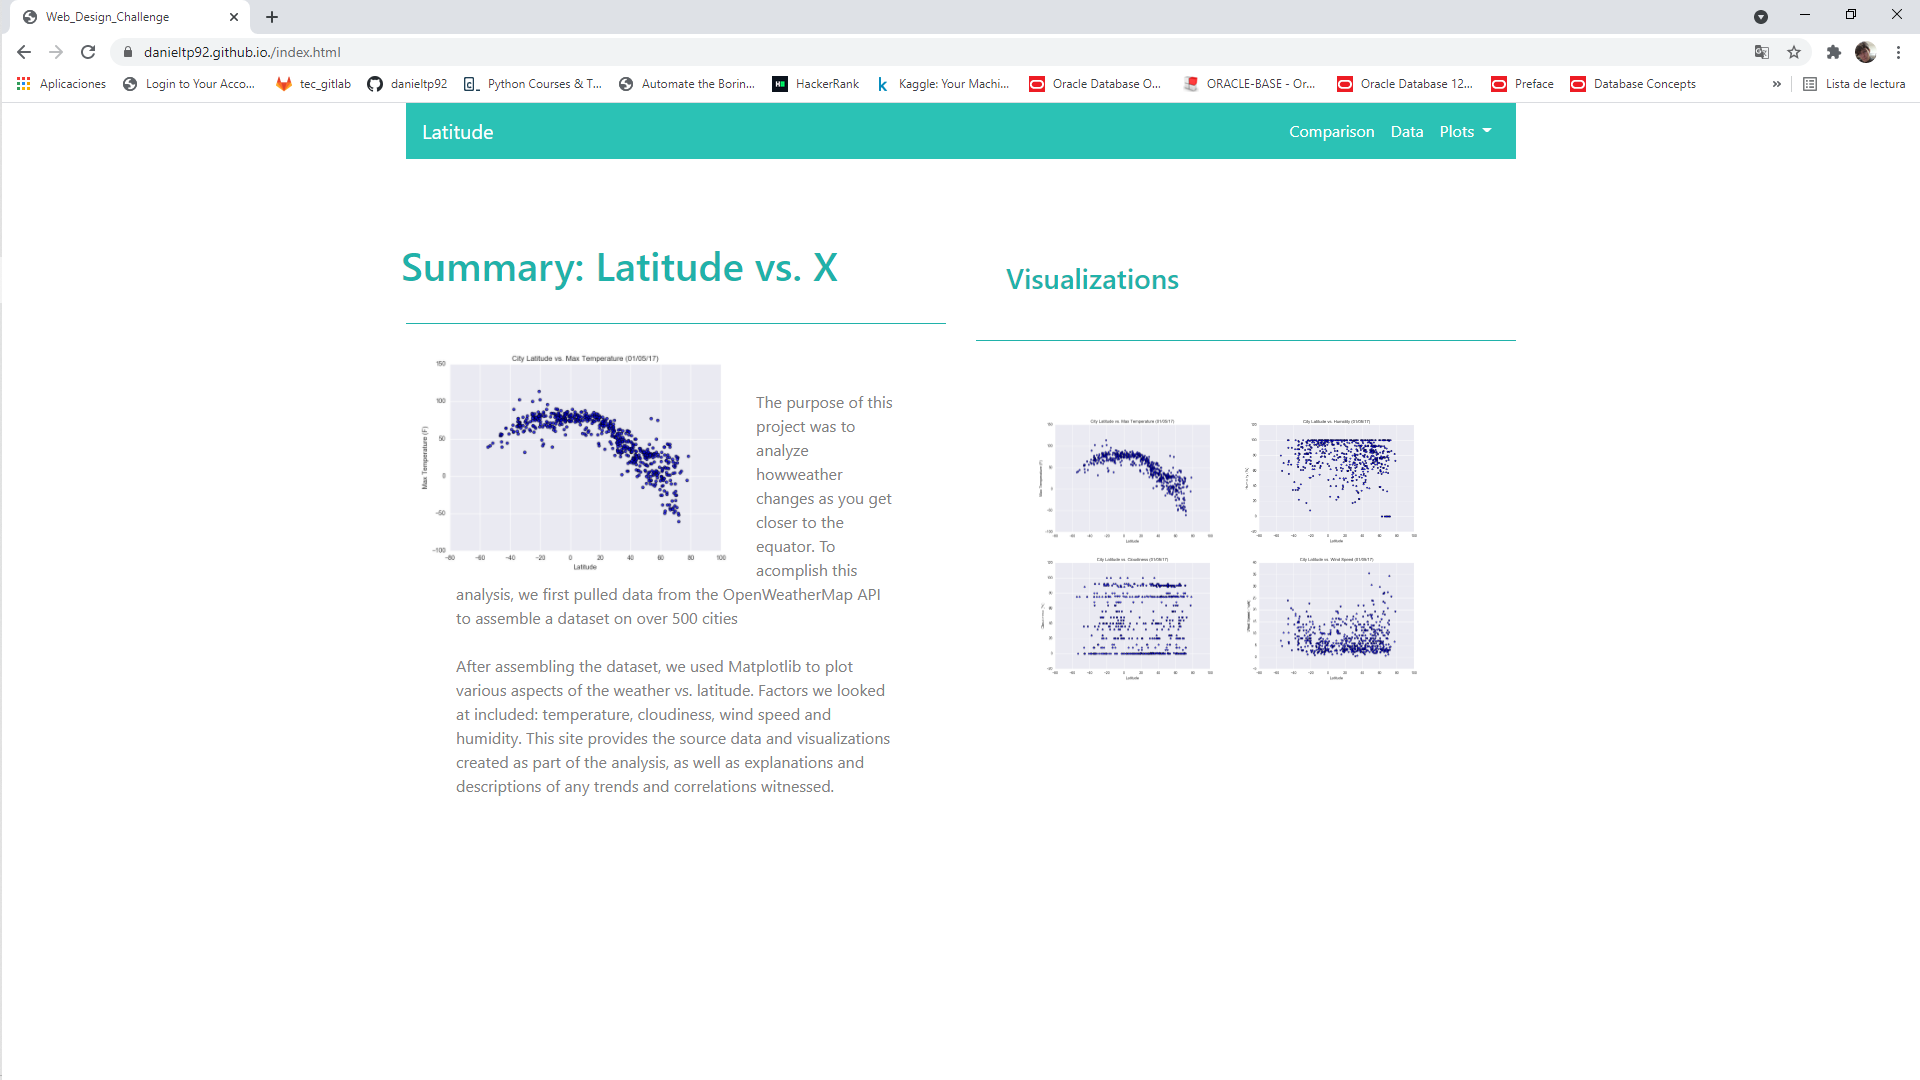 Web_Design_Challenge
danieltp92.github.io./index.html
Aplicaciones
Login to Your Acco...
tec_gitlab
danieltp92
Python Courses & T...
Automate the Borin...
HackerRank
Kaggle: Your Machi...
Oracle Database O...
ORACLE-BASE - Or...
Oracle Database 12...
Preface
Database Concepts
»
Lista de lectura
Latitude
Comparison Data Plots
Summary: Latitude vs. X
City Latitude vs. Max Temperature (01/05/17)
Max Temperature (F)
150
100
50
0
−50
−100
−80 −60 −40 −20 0 20 40 60 80 100
Latitude
The purpose of this
project was to
analyze
howweather
changes as you get
closer to the
equator. To
acomplish this
analysis, we first pulled data from the OpenWeatherMap API
to assemble a dataset on over 500 cities
After assembling the dataset, we used Matplotlib to plot
various aspects of the weather vs. latitude. Factors we looked
at included: temperature, cloudiness, wind speed and
humidity. This site provides the source data and visualizations
created as part of the analysis, as well as explanations and
descriptions of any trends and correlations witnessed.
Visualizations
City Latitude vs. Max Temperature (01/05/17)
Latitude
City Latitude vs. Humidity (01/06/17)
Latitude
City Latitude vs. Cloudiness (01/06/17)
Latitude
City Latitude vs. Wind Speed (01/06/17)
Latitude